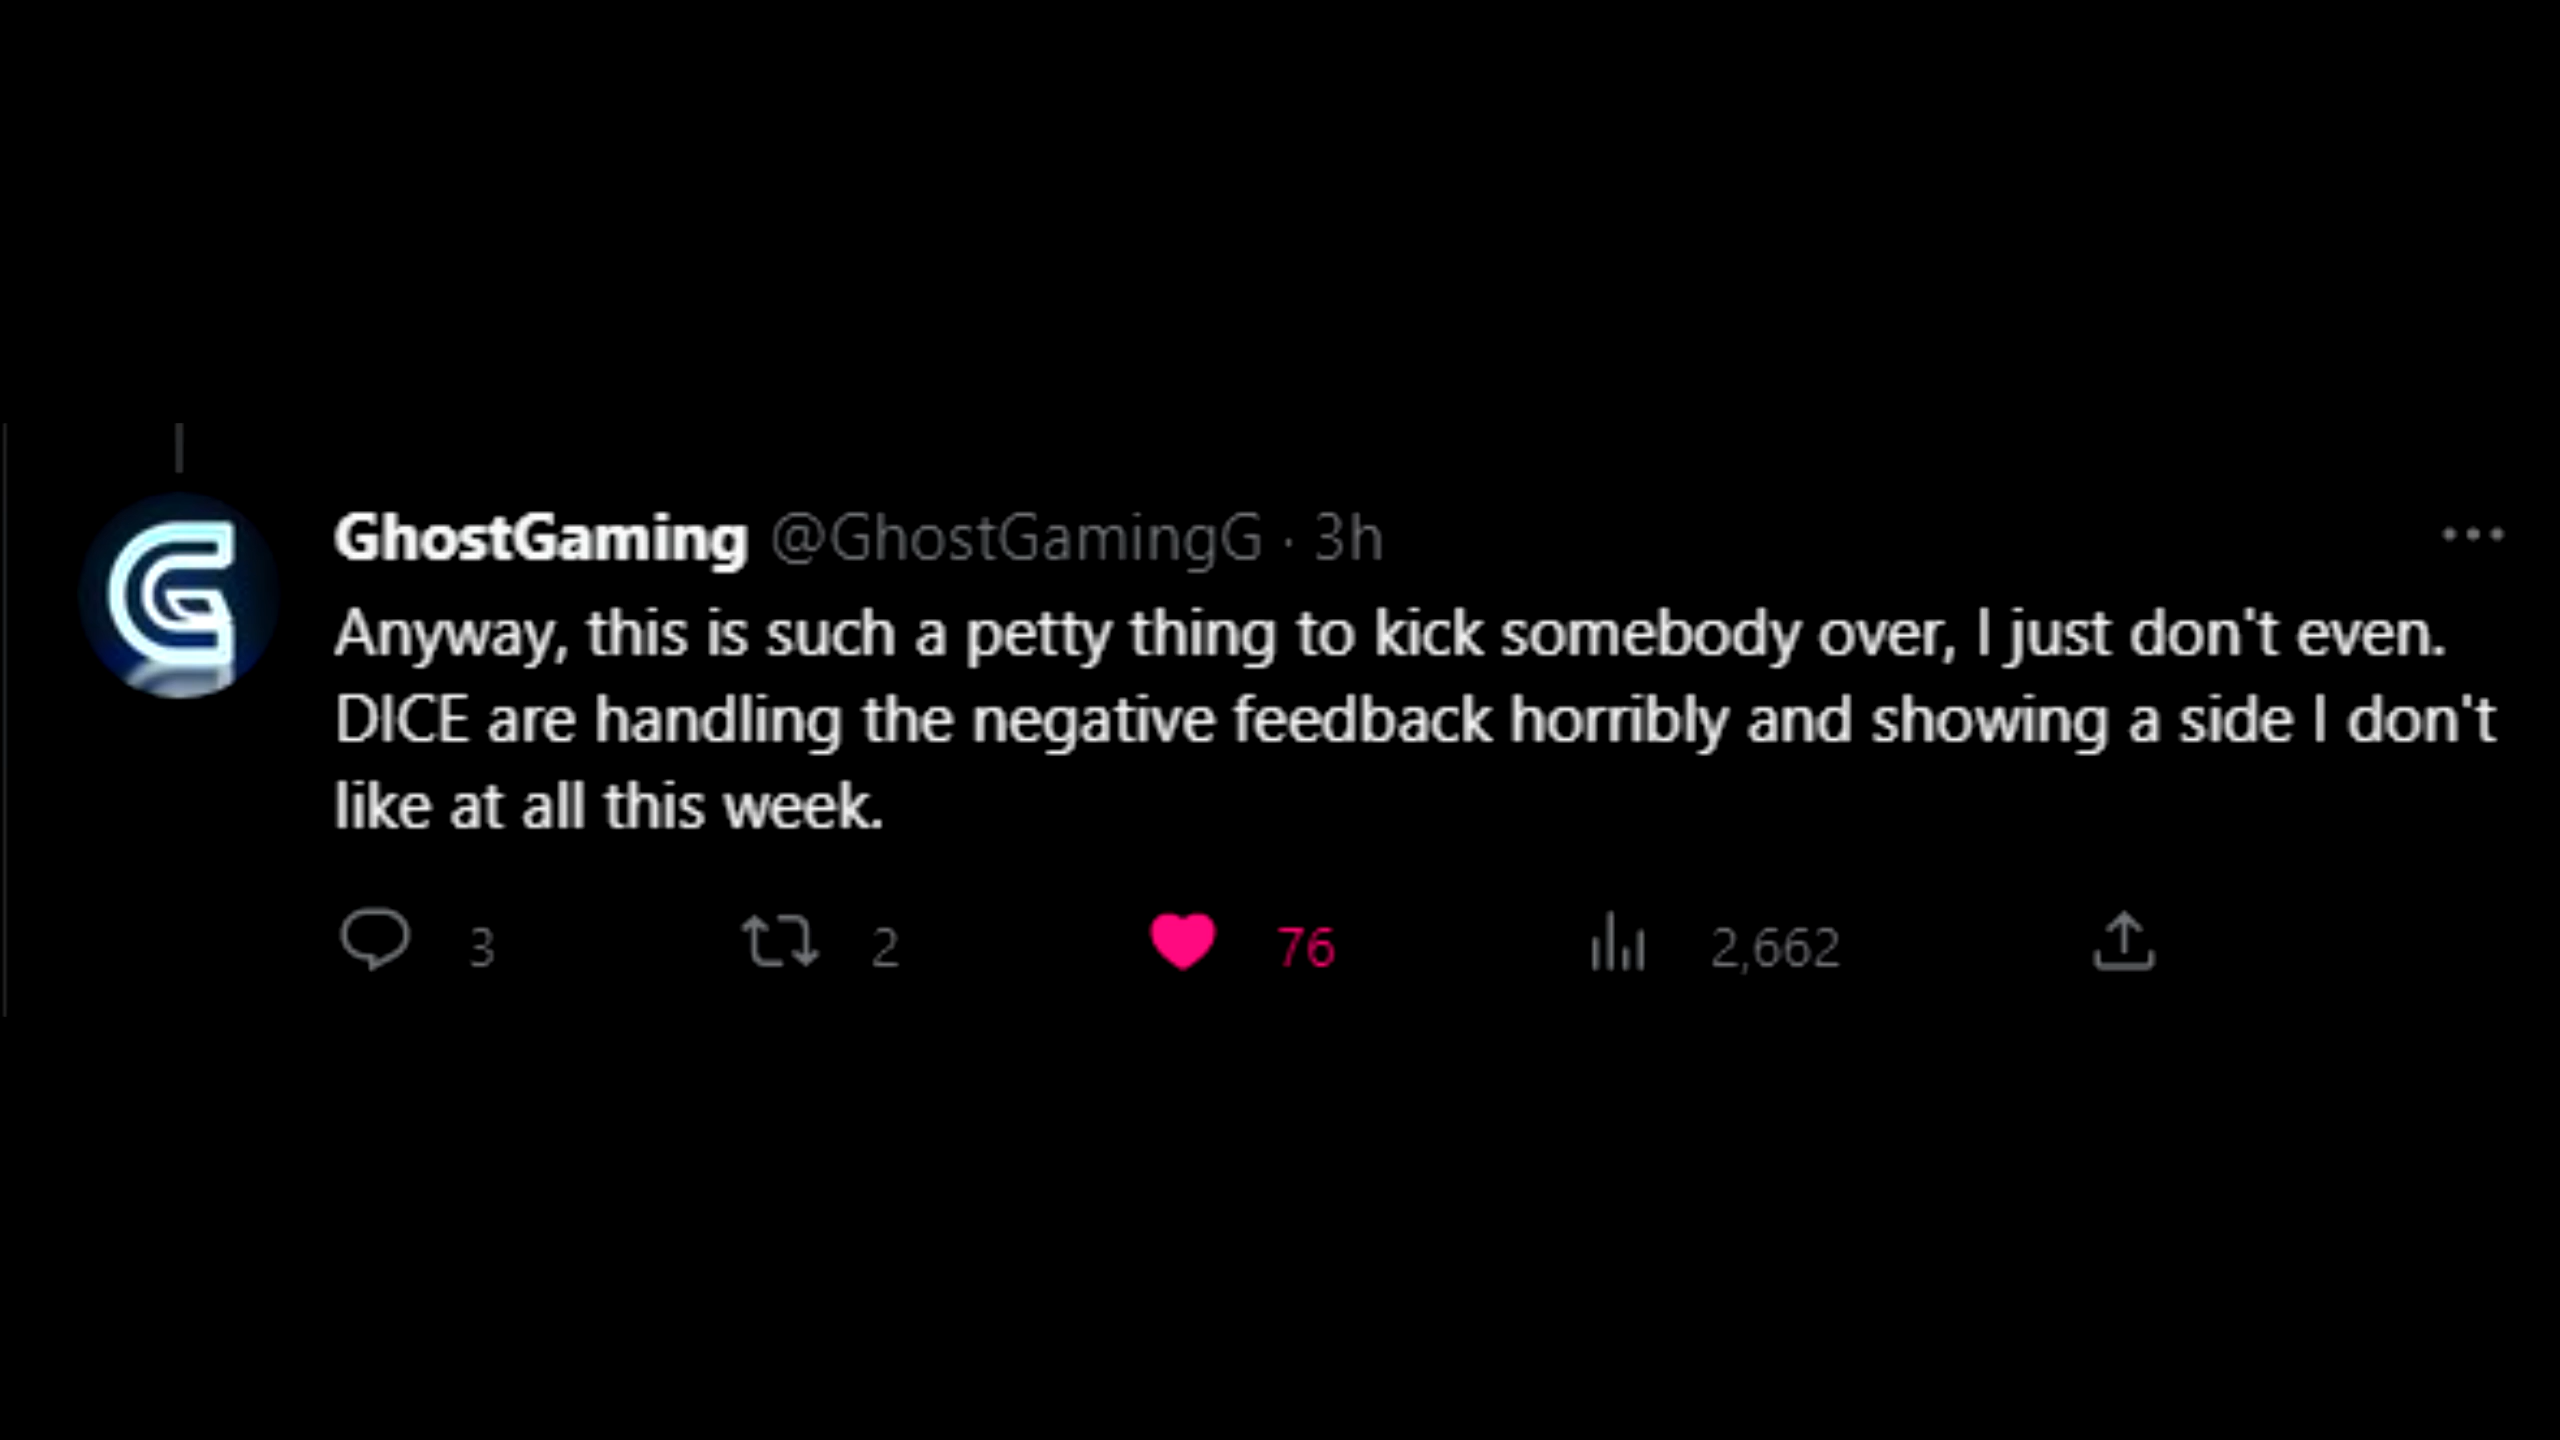 GhostGaming @GhostGamingG · 3h
Anyway, this is such a petty thing to kick somebody over, I just don't even.
DICE are handling the negative feedback horribly and showing a side I don't
like at all this week.
3 2 76 2,662